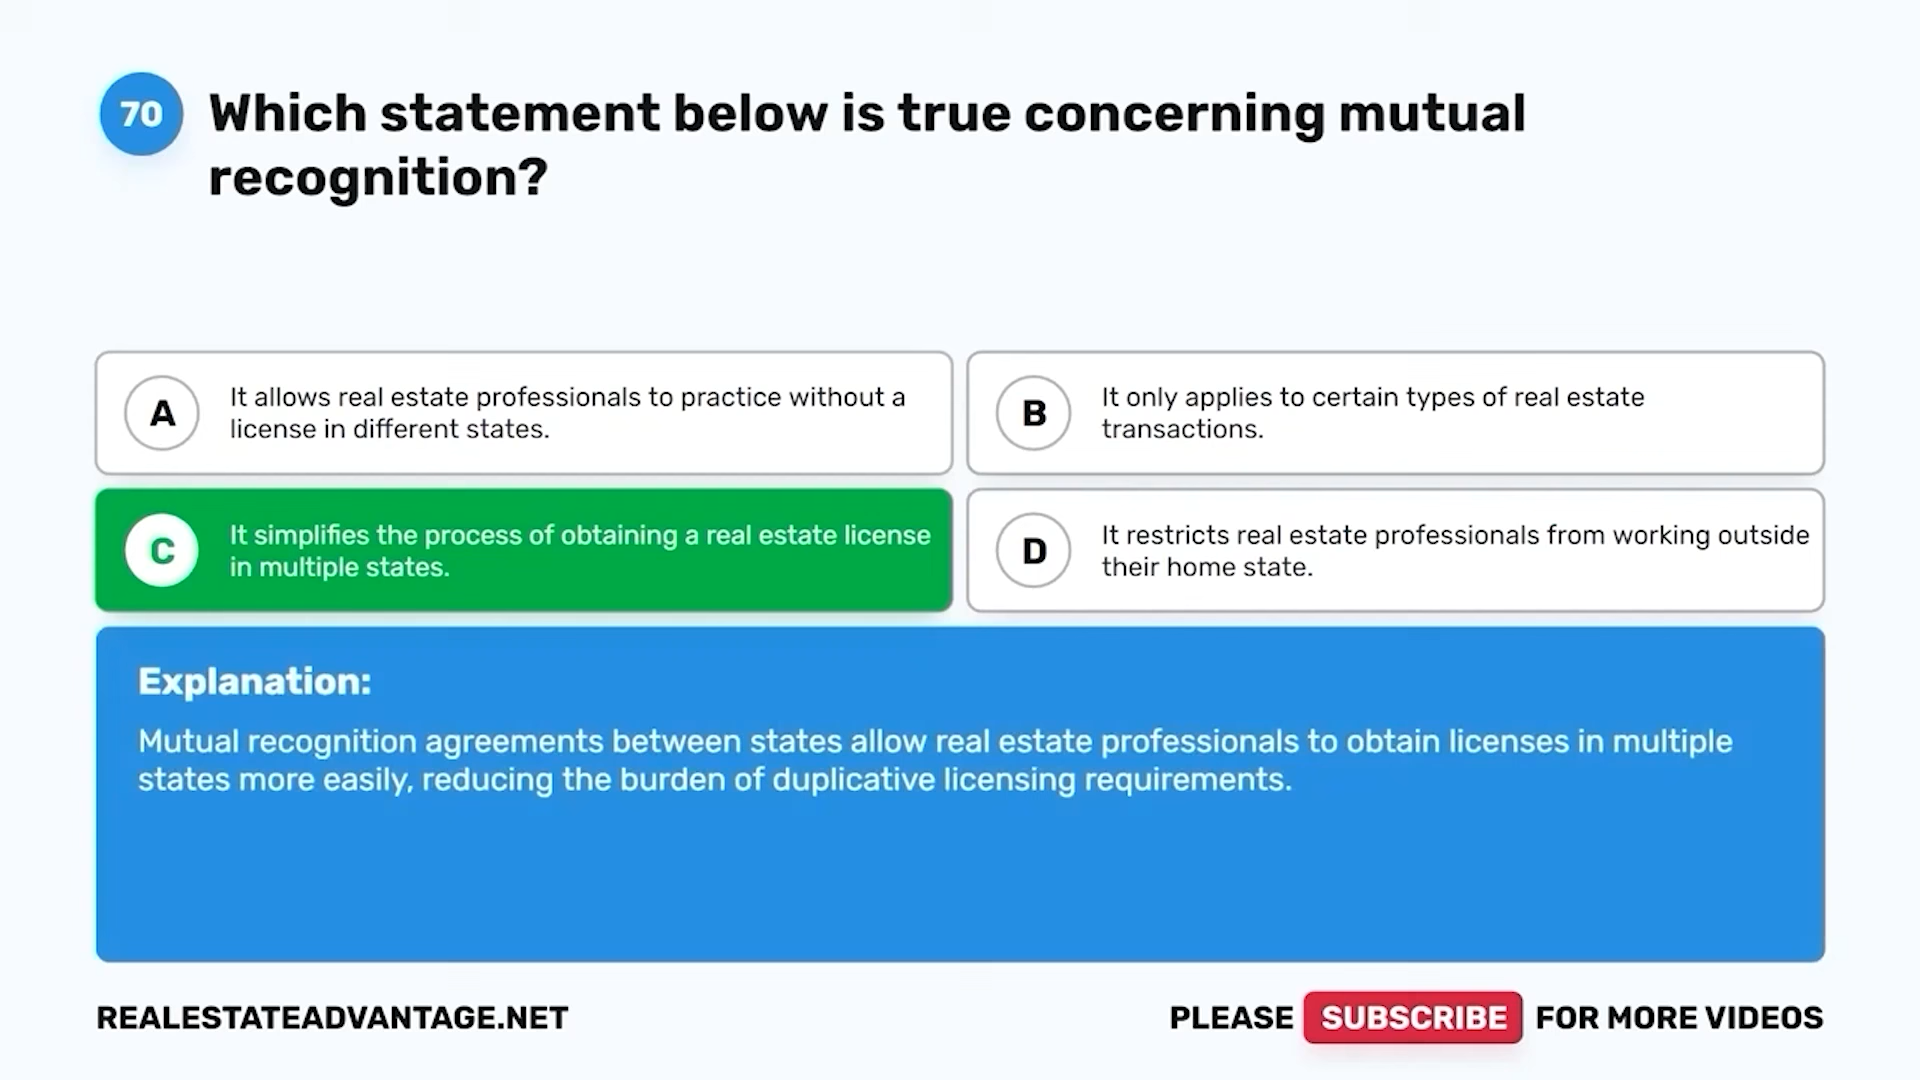 70
Which statement below is true concerning mutual
recognition?
A
It allows real estate professionals to practice without a
license in different states.
B
It only applies to certain types of real estate
transactions.
C
It simplifies the process of obtaining a real estate license
in multiple states.
D
It restricts real estate professionals from working outside
their home state.
Explanation:
Mutual recognition agreements between states allow real estate professionals to obtain licenses in multiple
states more easily, reducing the burden of duplicative licensing requirements.
REALESTATEADVANTAGE.NET
PLEASE SUBSCRIBE FOR MORE VIDEOS